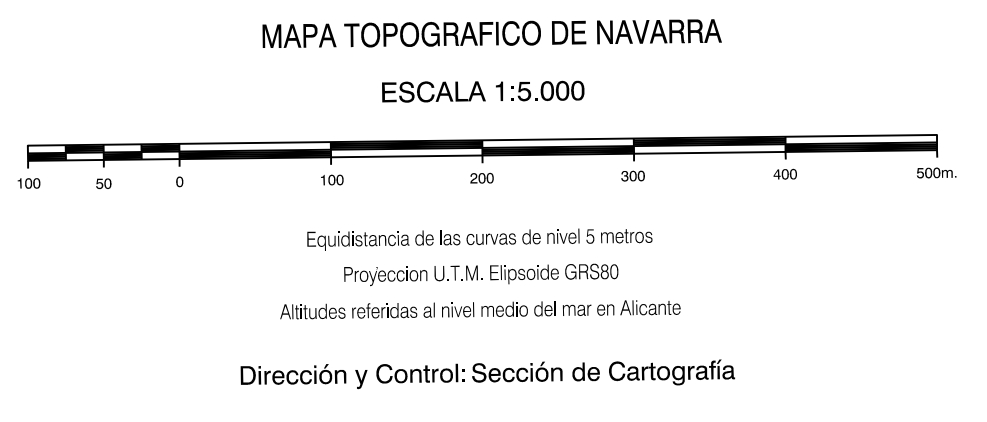 MAPA TOPOGRAFICO DE NAVARRA
ESCALA 1:5.000
100 50 0 100 200 300 400 500m.
Equidistancia de las curvas de nivel 5 metros
Proyeccion U.T.M. Elipsoide GRS80
Altitudes referidas al nivel medio del mar en Alicante
Dirección y Control: Sección de Cartografía